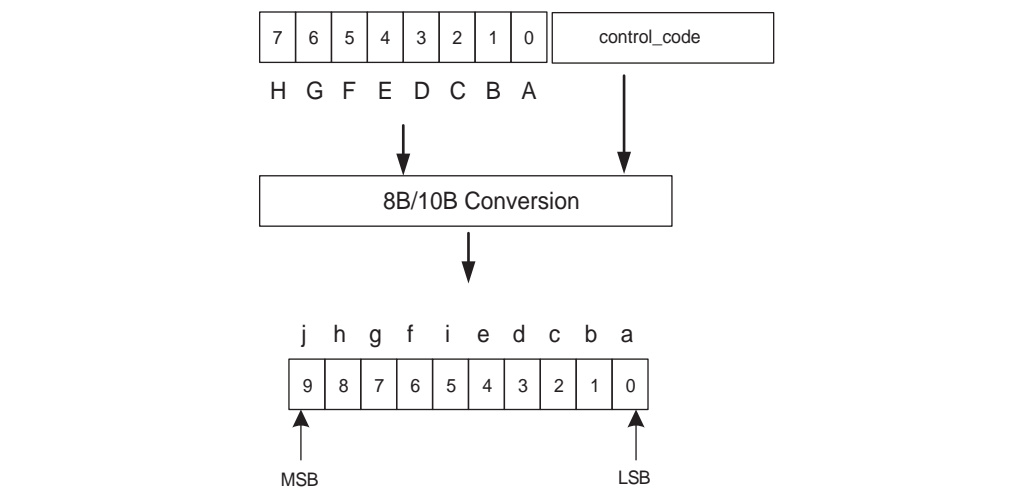 7 6 5 4 3 2 1 0 control_code
H G F E D C B A
8B/10B Conversion
j h g f i e d c b a
9 8 7 6 5 4 3 2 1 0
MSB LSB